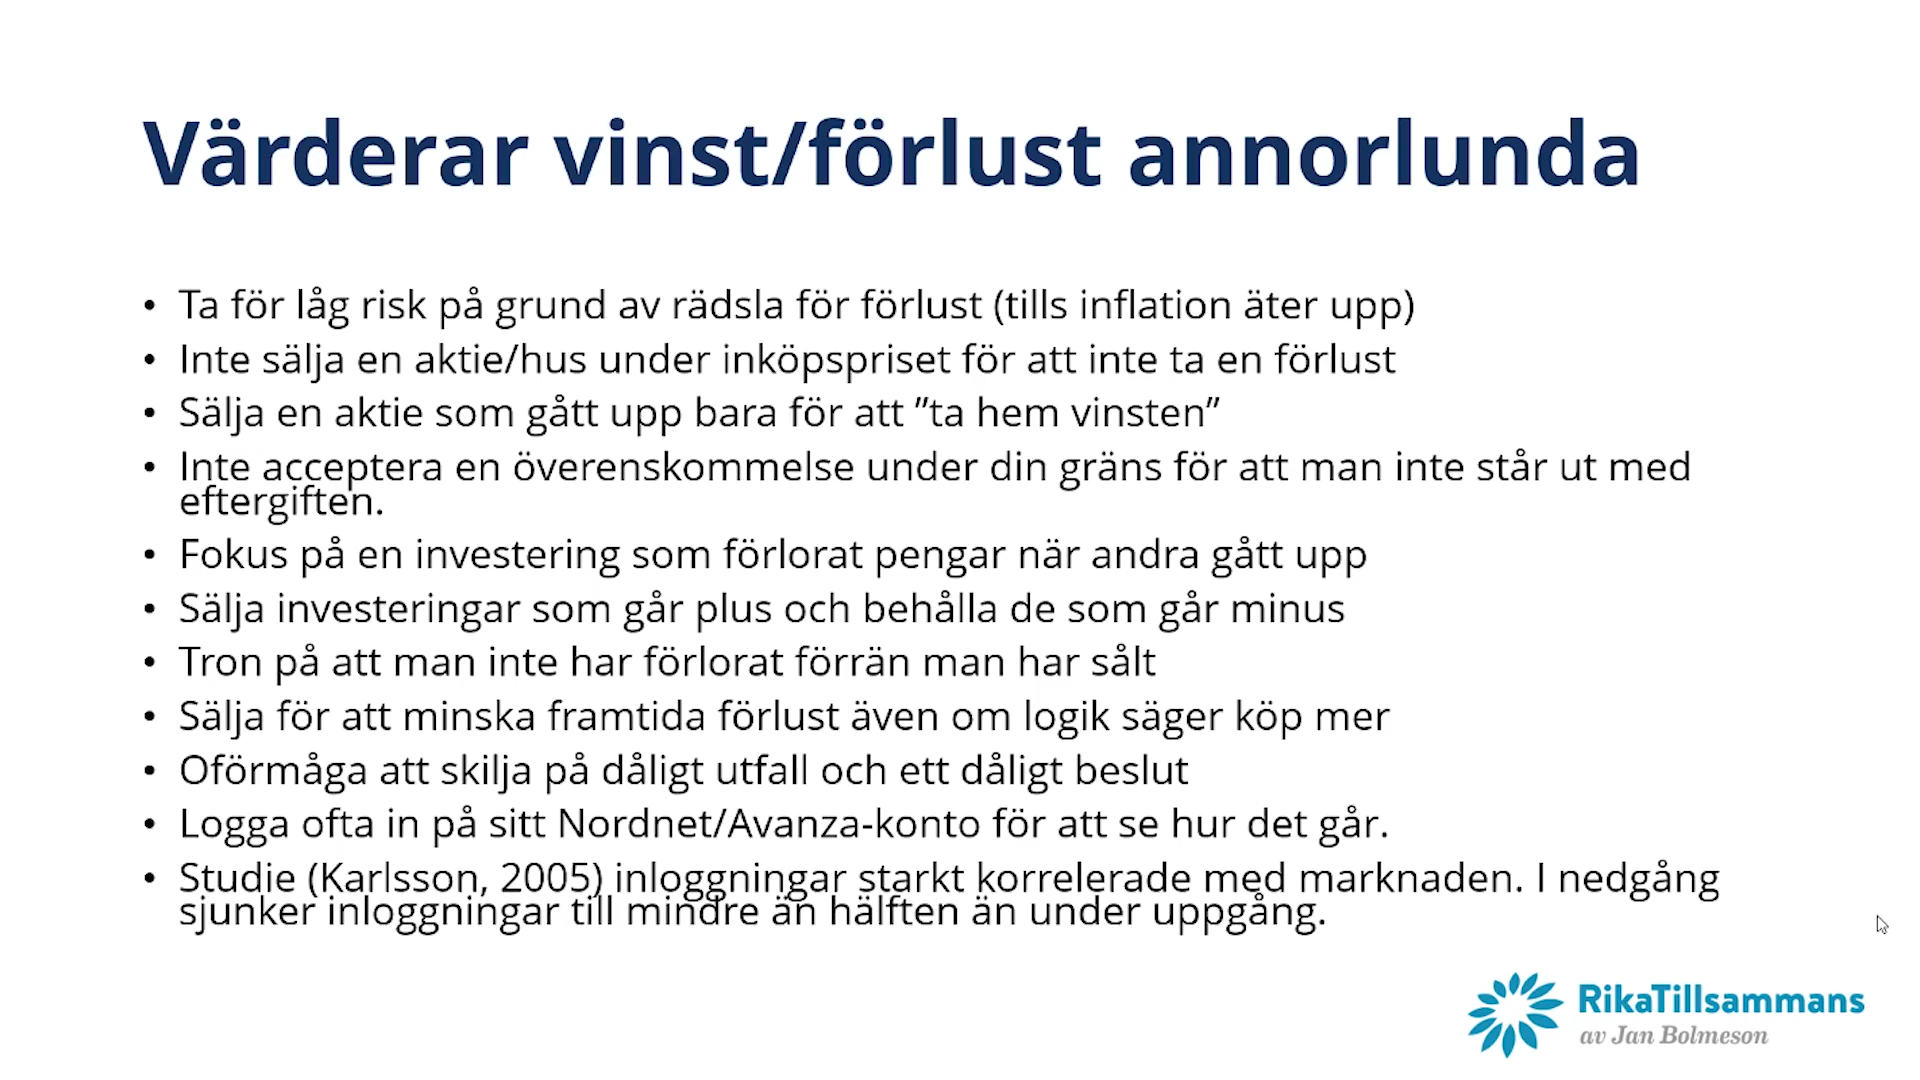 Värderar vinst/förlust annorlunda
• Ta för låg risk på grund av rädsla för förlust (tills inflation äter upp)
• Inte sälja en aktie/hus under inköpspriset för att inte ta en förlust
• Sälja en aktie som gått upp bara för att ”ta hem vinsten”
• Inte acceptera en överenskommelse under din gräns för att man inte står ut med
eftergiften.
• Fokus på en investering som förlorat pengar när andra gått upp
• Sälja investeringar som går plus och behålla de som går minus
• Tron på att man inte har förlorat förrän man har sålt
• Sälja för att minska framtida förlust även om logik säger köp mer
• Oförmåga att skilja på dåligt utfall och ett dåligt beslut
• Logga ofta in på sitt Nordnet/Avanza-konto för att se hur det går.
• Studie (Karlsson, 2005) inloggningar starkt korrelerade med marknaden. I nedgång
sjunker inloggningar till mindre än hälften än under uppgång.
RikaTillsammans
av Jan Bolmeson